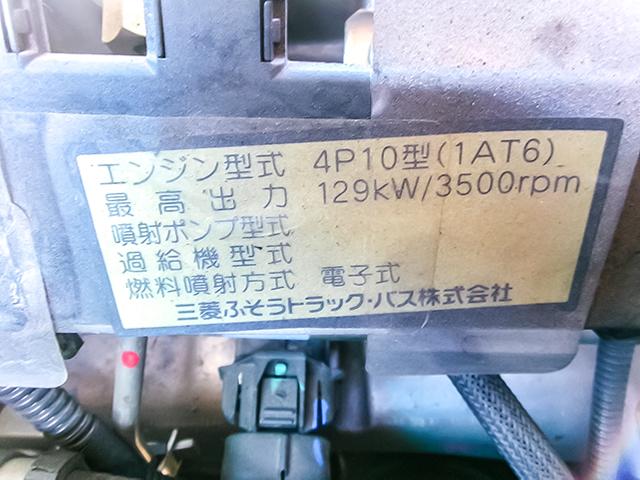 エンジン型式 4P10型(1AT6)
最高出力 129kW/3500rpm
噴射ポンプ型式
過給機型式
燃料噴射方式 電子式
三菱ふそうトラック・バス株式会社